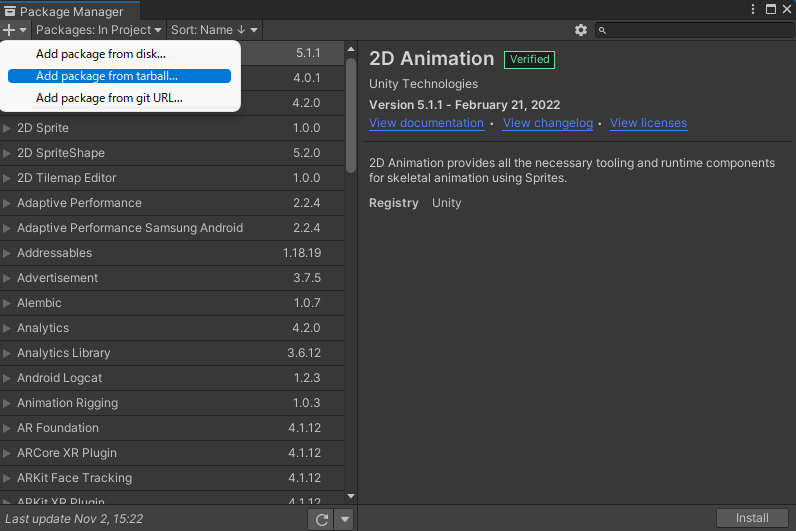 Package Manager
Packages: In Project
Sort: Name ↓
Add package from disk...
Add package from tarball...
Add package from git URL...
5.1.1
4.0.1
4.2.0
2D Sprite 1.0.0
2D SpriteShape 5.2.0
2D Tilemap Editor 1.0.0
Adaptive Performance 2.2.4
Adaptive Performance Samsung Android 2.2.4
Addressables 1.18.19
Advertisement 3.7.5
Alembic 1.0.7
Analytics 4.2.0
Analytics Library 3.6.12
Android Logcat 1.2.3
Animation Rigging 1.0.3
AR Foundation 4.1.12
ARCore XR Plugin 4.1.12
ARKit Face Tracking 4.1.12
ARKit XR Plugin 4.1.12
Last update Nov 2, 15:22
2D Animation Verified
Unity Technologies
Version 5.1.1 - February 21, 2022
View documentation • View changelog • View licenses
2D Animation provides all the necessary tooling and runtime components
for skeletal animation using Sprites.
Registry Unity
Install